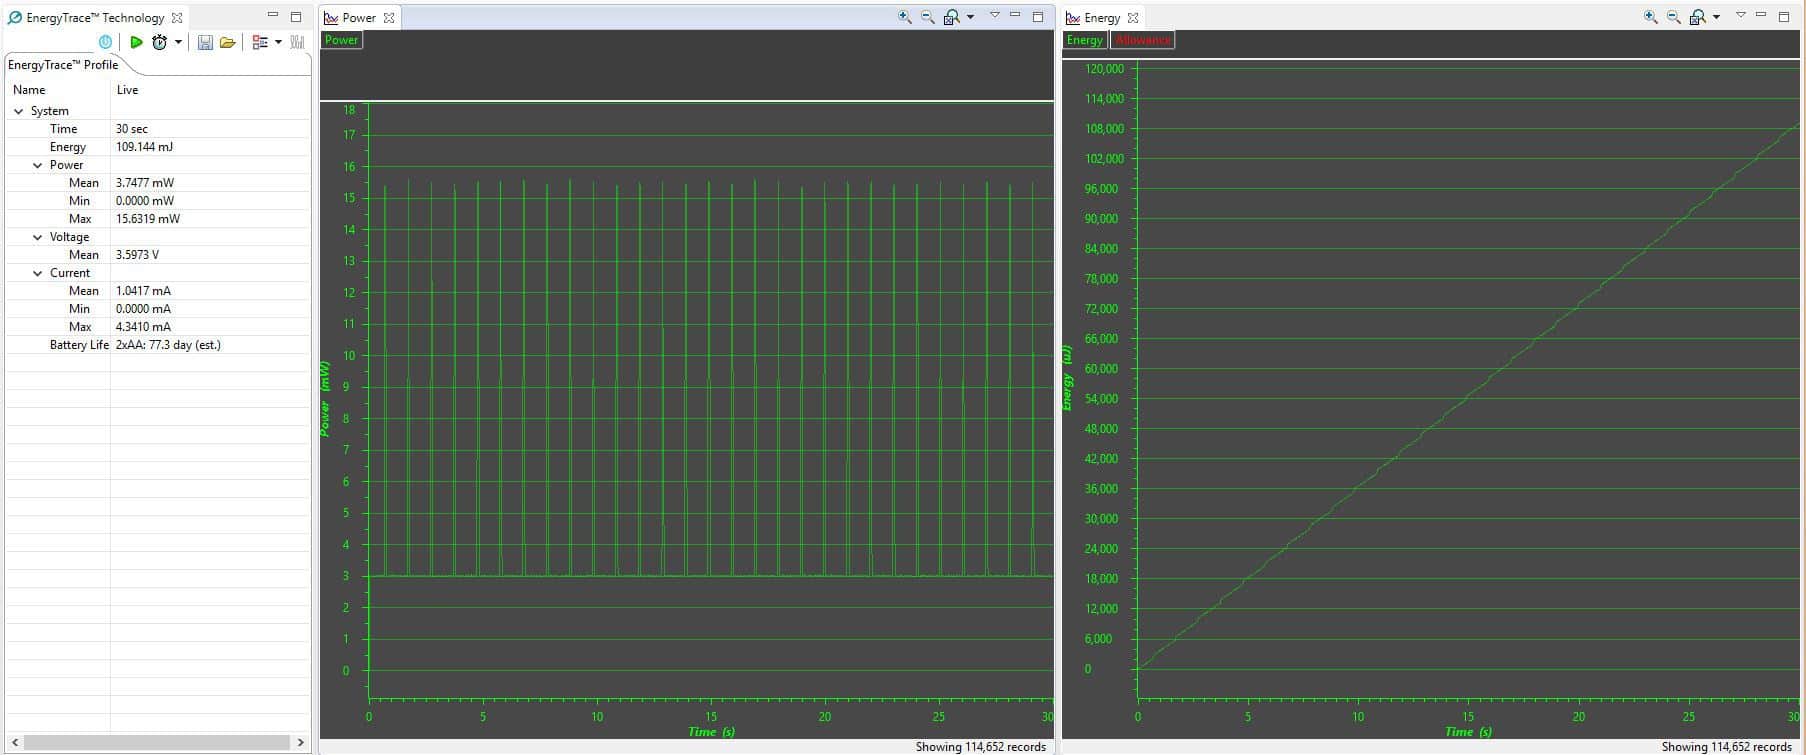 EnergyTrace™ Technology
EnergyTrace™ Profile
Name Live
System
Time 30 sec
Energy 109.144 mJ
Power
Mean 3.7477 mW
Min 0.0000 mW
Max 15.6319 mW
Voltage
Mean 3.5973 V
Current
Mean 1.0417 mA
Min 0.0000 mA
Max 4.3410 mA
Battery Life 2xAA: 77.3 day (est.)
Power
Power
18
17
16
15
14
13
12
11
10
9
8
7
6
5
4
3
2
1
0
Power (mW)
0 5 10 15 20 25 30
Time (s)
Showing 114,652 records
Energy
Energy Allowance
120,000
114,000
108,000
102,000
96,000
90,000
84,000
78,000
72,000
66,000
60,000
54,000
48,000
42,000
36,000
30,000
24,000
18,000
12,000
6,000
0
Energy (uJ)
0 5 10 15 20 25 30
Time (s)
Showing 114,652 records